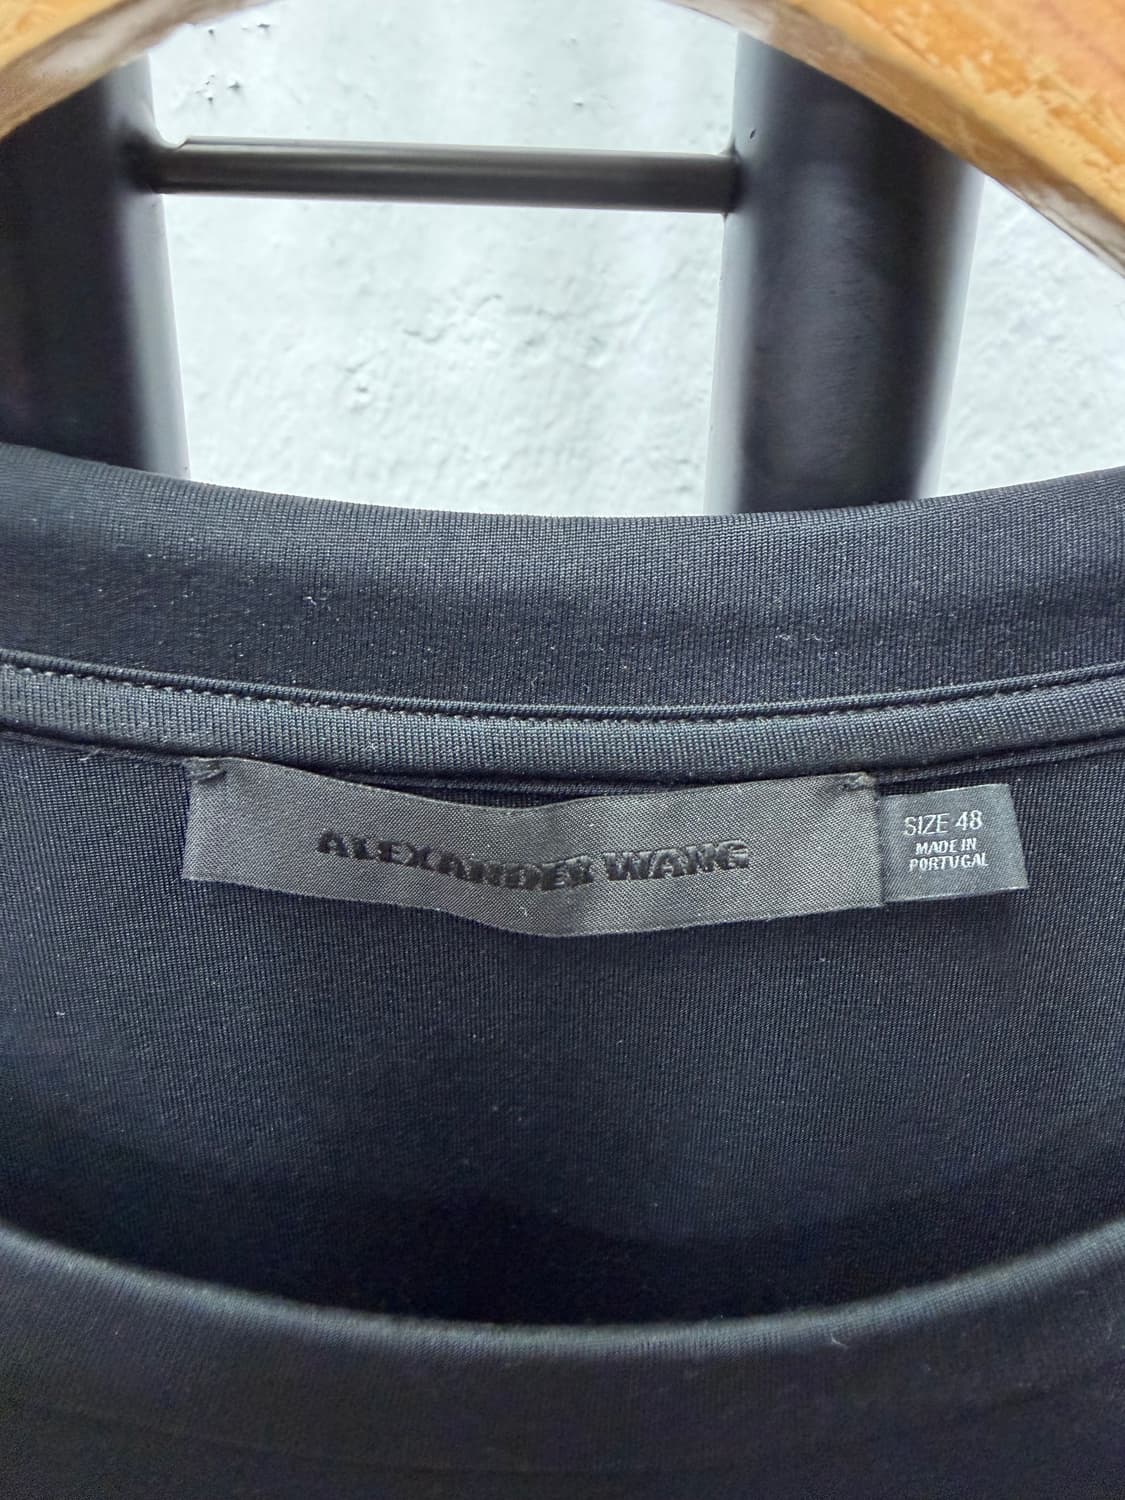 ALEXANDER WANG
SIZE 48
MADE IN
PORTUGAL